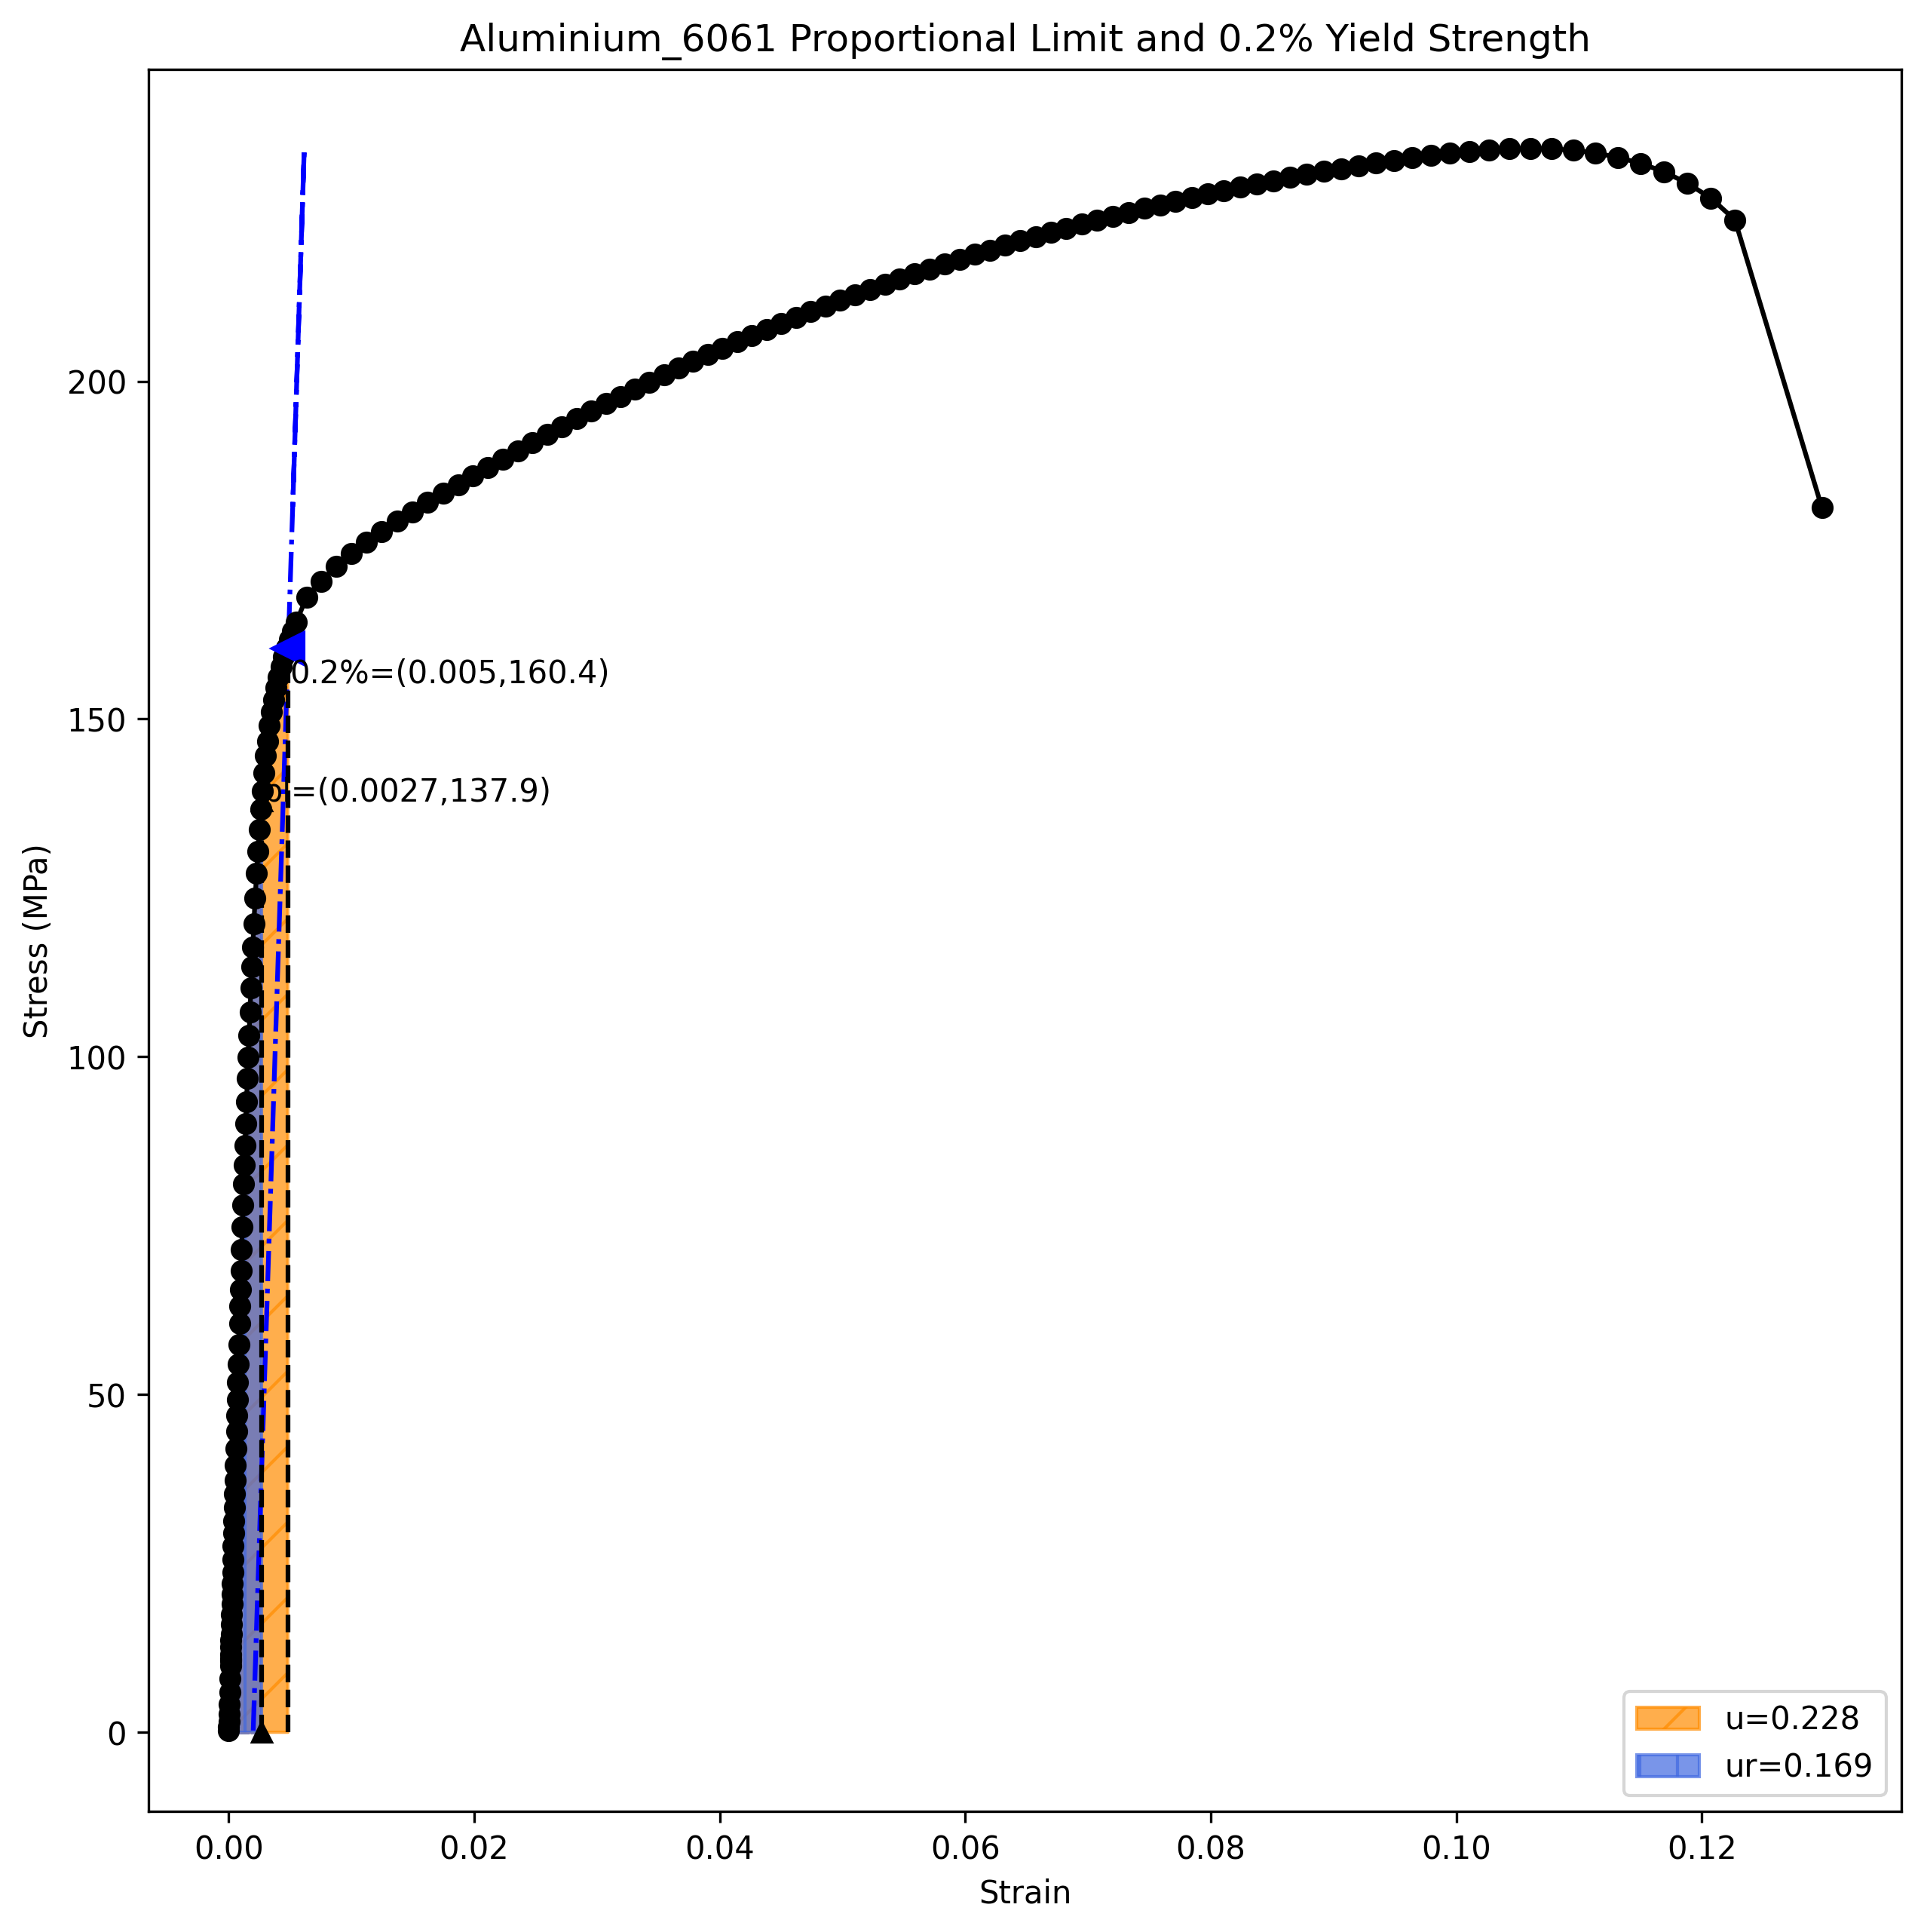 Aluminium_6061 Proportional Limit and 0.2% Yield Strength
Stress (MPa)
200
150
100
50
0
0.2%=(0.005,160.4)
p=(0.0027,137.9)
u=0.228
ur=0.169
0.00 0.02 0.04 0.06 0.08 0.10 0.12
Strain